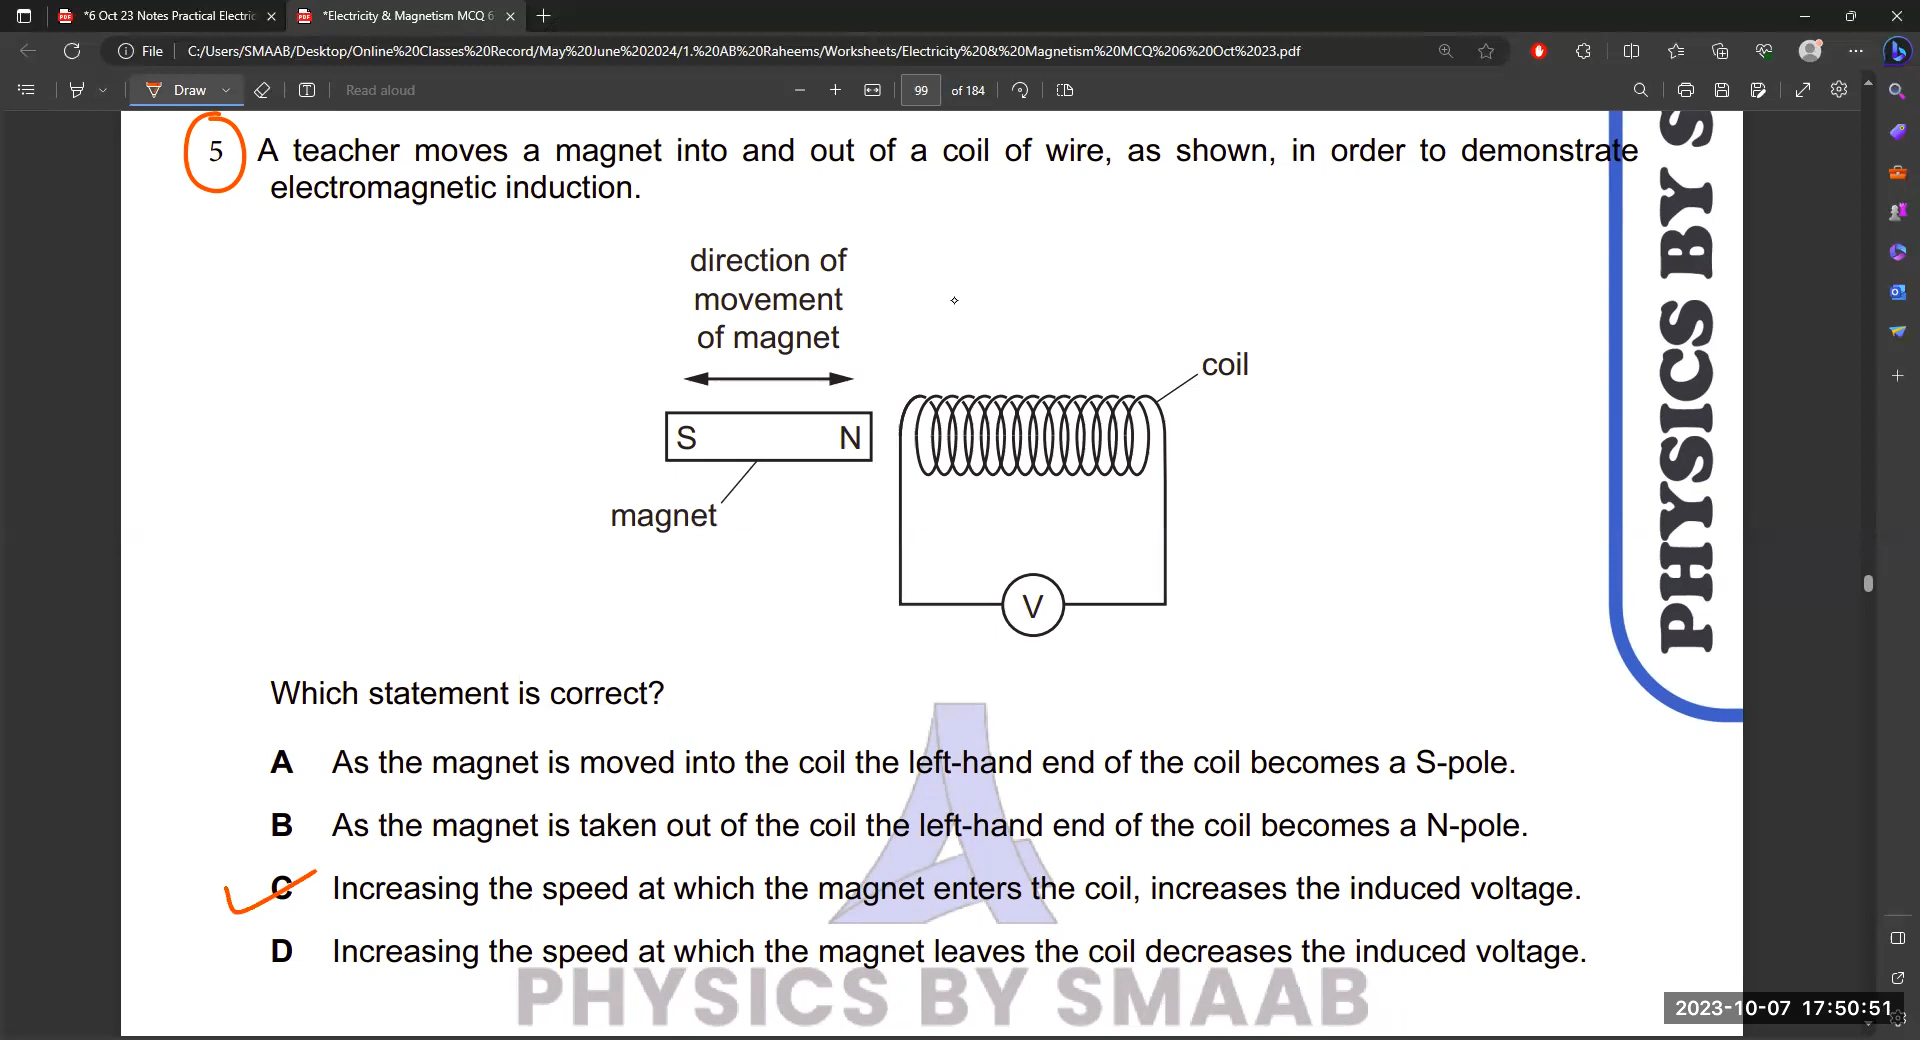 *6 Oct 23 Notes Practical Electric
*Electricity & Magnetism MCQ 6
File
C:/Users/SMAAB/Desktop/Online%20Classes%20Record/May%20June%202024/1.%20AB%20Raheems/Worksheets/Electricity%20&%20Magnetism%20MCQ%206%20Oct%2023.pdf
Draw
Read aloud
99 of 184
5 A teacher moves a magnet into and out of a coil of wire, as shown, in order to demonstrate
electromagnetic induction.
direction of
movement
of magnet
coil
S N
magnet
V
PHYSICS BY S
Which statement is correct?
A As the magnet is moved into the coil the left-hand end of the coil becomes a S-pole.
B As the magnet is taken out of the coil the left-hand end of the coil becomes a N-pole.
C Increasing the speed at which the magnet enters the coil, increases the induced voltage.
D Increasing the speed at which the magnet leaves the coil decreases the induced voltage.
PHYSICS BY SMAAB
2023-10-07 17:50:51